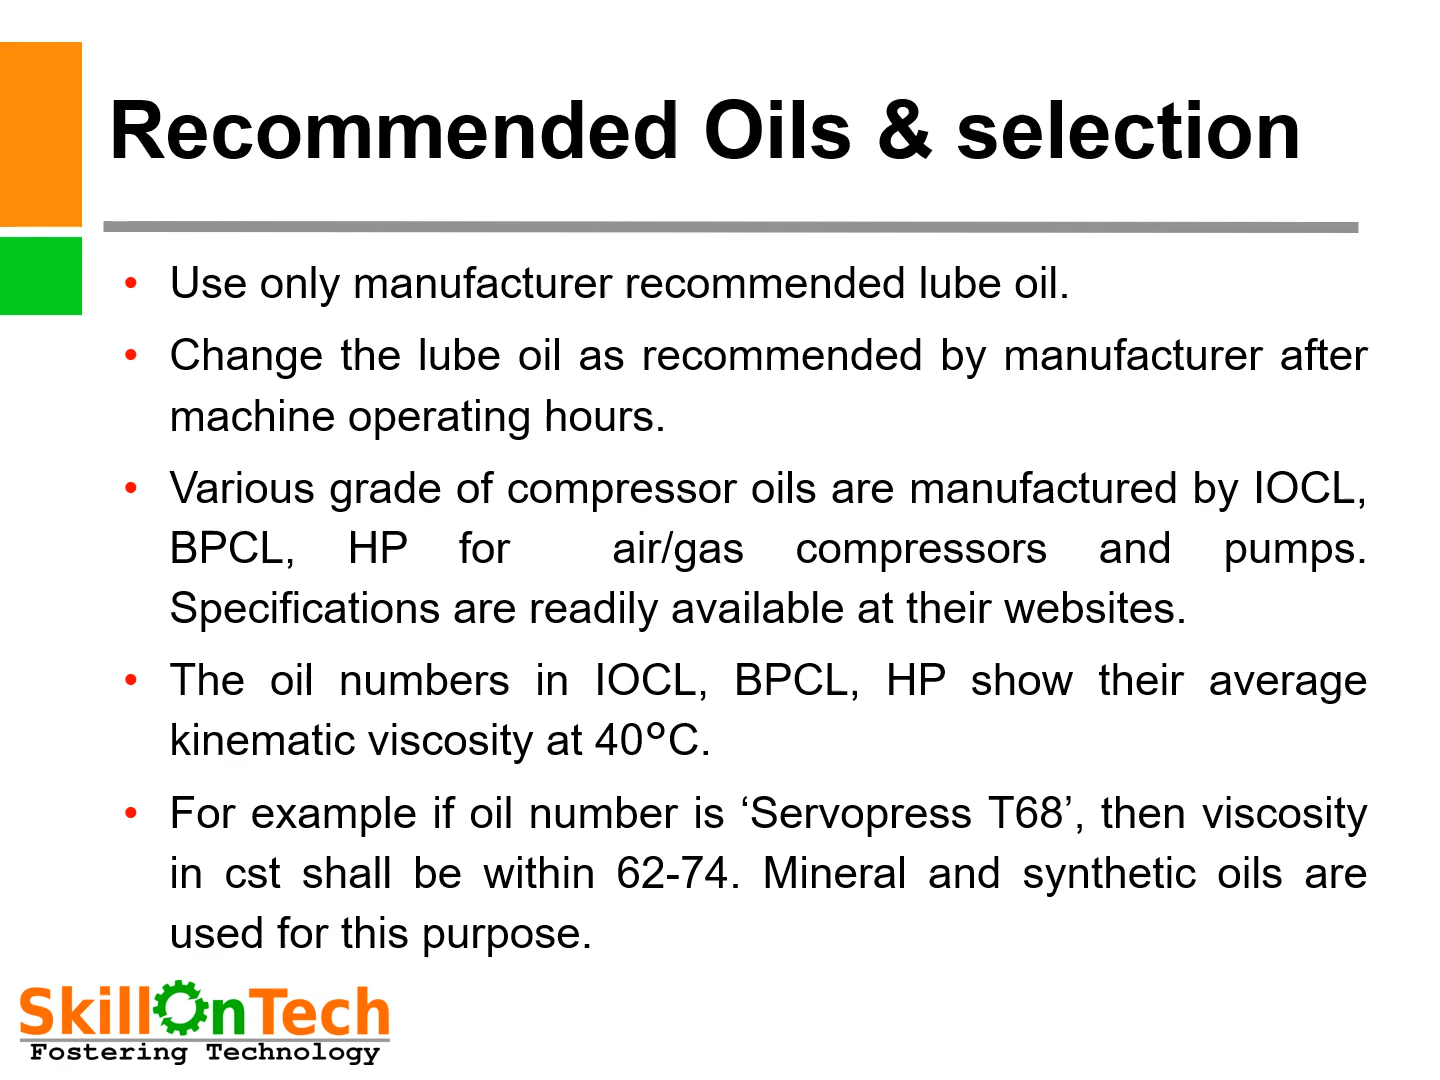 Recommended Oils & selection
• Use only manufacturer recommended lube oil.
• Change the lube oil as recommended by manufacturer after
machine operating hours.
• Various grade of compressor oils are manufactured by IOCL,
BPCL, HP for air/gas compressors and pumps.
Specifications are readily available at their websites.
• The oil numbers in IOCL, BPCL, HP show their average
kinematic viscosity at 40°C.
• For example if oil number is ‘Servopress T68’, then viscosity
in cst shall be within 62-74. Mineral and synthetic oils are
used for this purpose.
SkillOnTech
Fostering Technology